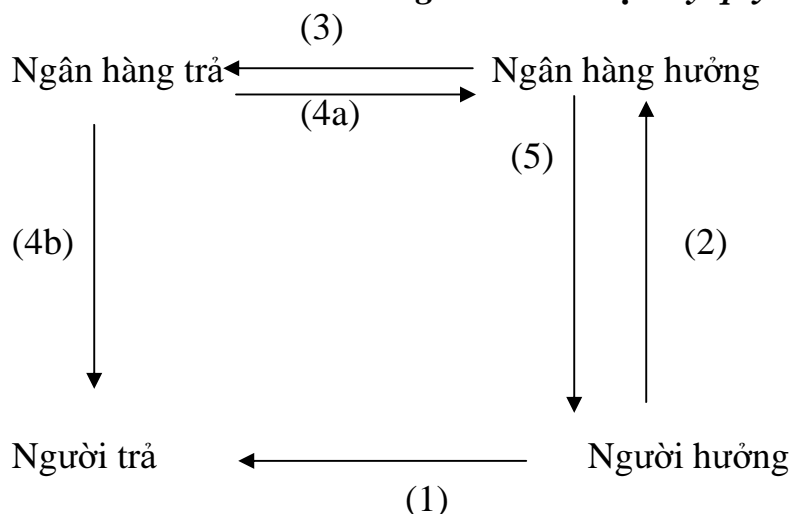 (3)
Ngân hàng trả Ngân hàng hưởng
(4a)
(5)
(4b) (2)
Người trả Người hưởng
(1)